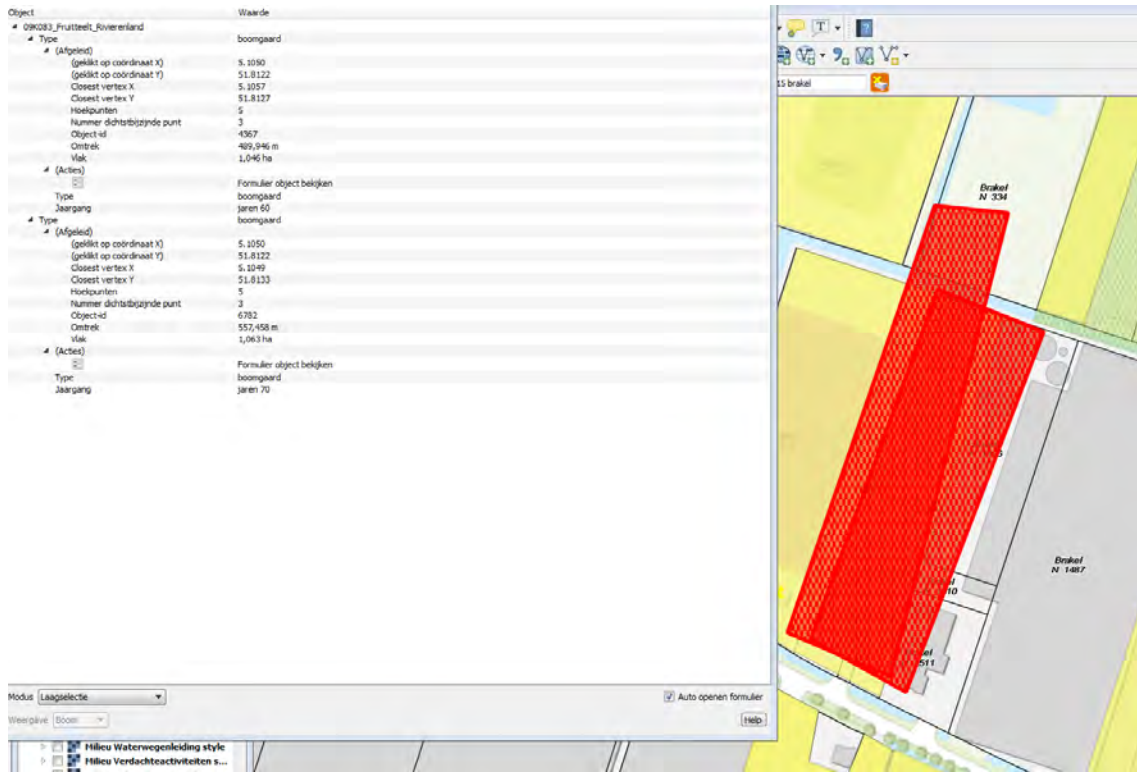 Object Waarde
09K083_Fruitteelt_Rivierenland
Type boomgaard
(Afgeleid)
(geklikt op coördinaat X) 5.1050
(geklikt op coördinaat Y) 51.8122
Closest vertex X 5.1057
Closest vertex Y 51.8127
Hoekpunten 5
Nummer dichtstbijzijnde punt 3
Object-id 4367
Omtrek 489,946 m
Vlak 1,046 ha
(Acties)
Formulier object bekijken
Type boomgaard
Jaargang jaren 60
Type boomgaard
(Afgeleid)
(geklikt op coördinaat X) 5.1050
(geklikt op coördinaat Y) 51.8122
Closest vertex X 5.1049
Closest vertex Y 51.8133
Hoekpunten 5
Nummer dichtstbijzijnde punt 3
Object-id 6782
Omtrek 557,458 m
Vlak 1,063 ha
(Acties)
Formulier object bekijken
Type boomgaard
Jaargang jaren 70
Modus Laagselectie Auto openen formulier
Weergave Boom Help
Milieu Waterwegenleiding style
Milieu Verdachteactiviteiten s...
T
15 brakel
Brakel
N 334
Brakel
N 1487
el
10
el
511